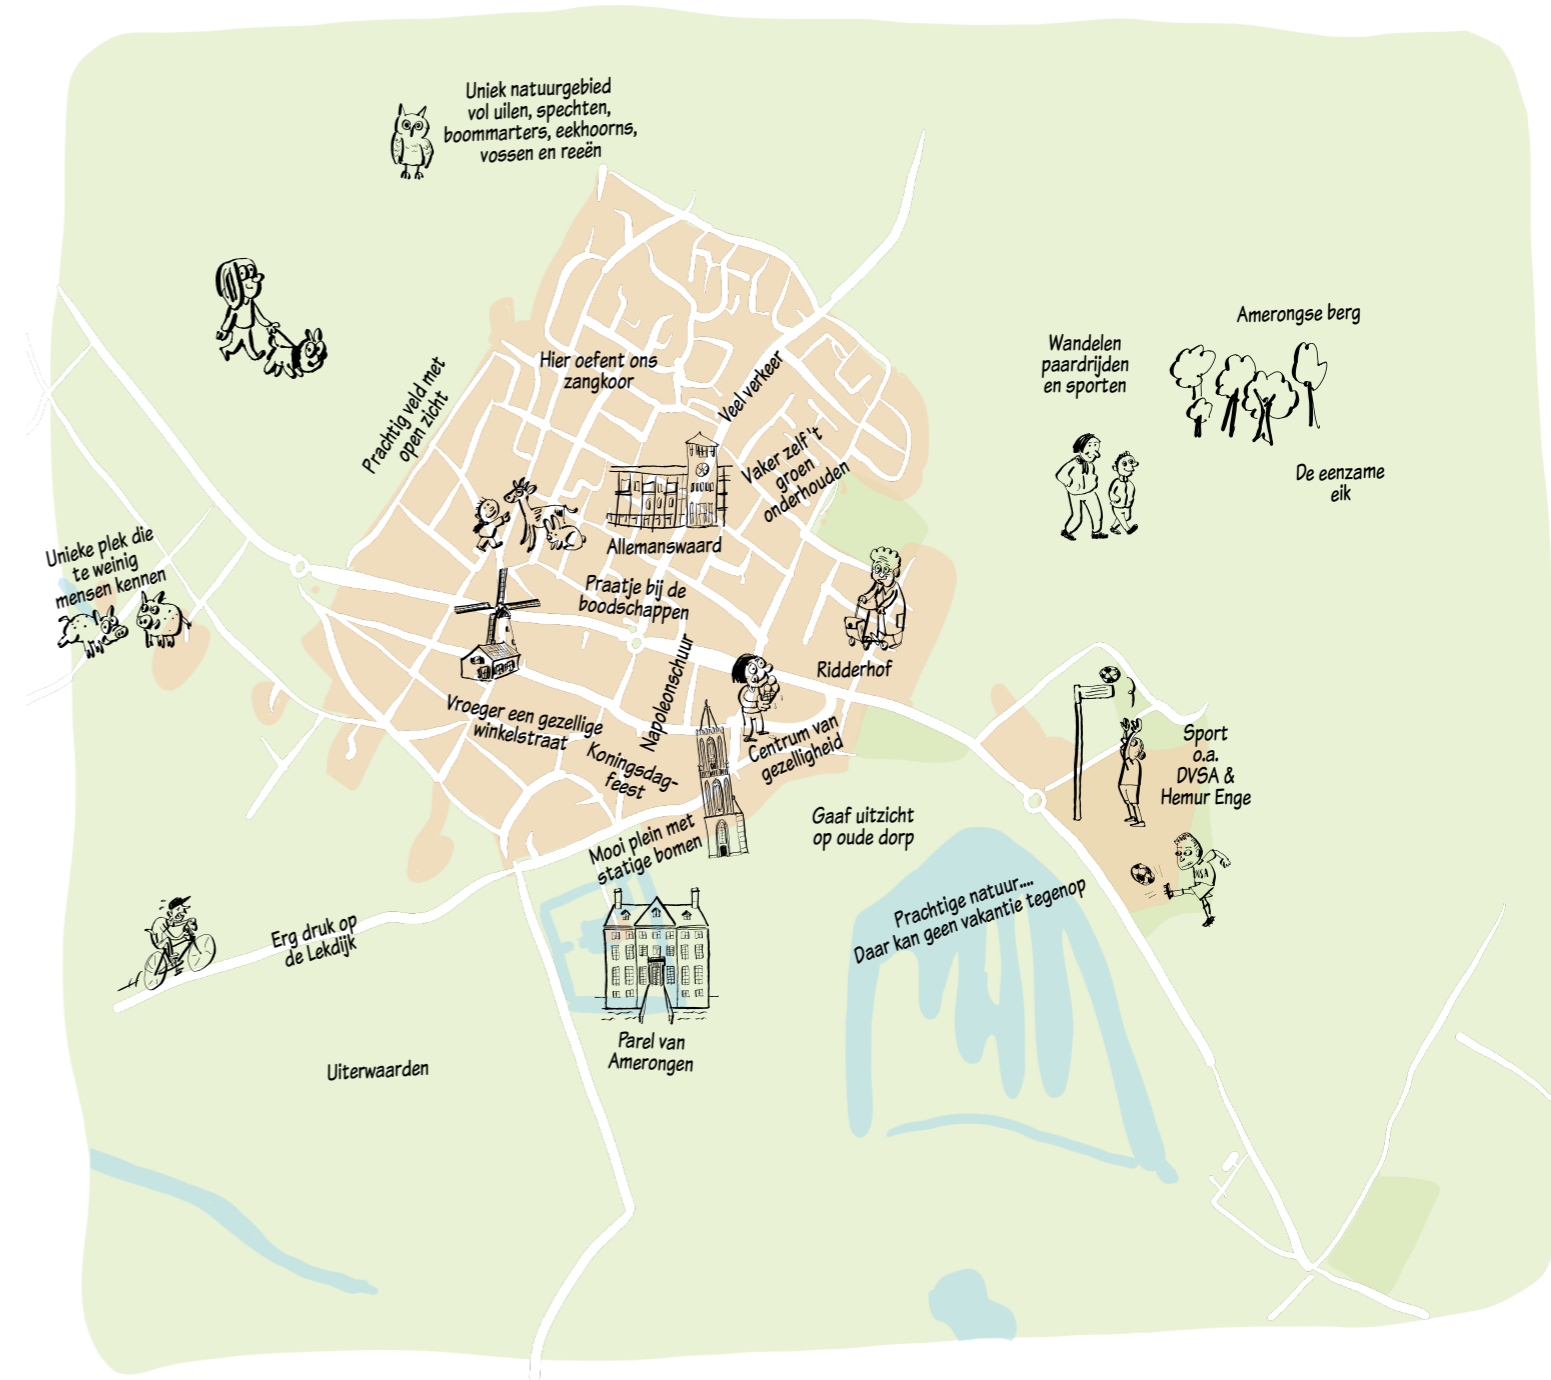 Uniek natuurgebied
vol uilen, spechten,
boommarters, eekhoorns,
vossen en reeën
Amerongse berg
Wandelen
paardrijden
en sporten
De eenzame
eik
Hier oefent ons
zangkoor
Veel verkeer
Prachtig veld met
open zicht
Vaker zelf 't
groen
onderhouden
Allemanswaard
Unieke plek die
te weinig
mensen kennen
Praatje bij de
boodschappen
Ridderhof
Napoleonschuur
Vroeger een gezellige
winkelstraat
Koningsdag-
feest
Centrum van
gezelligheid
Sport
o.a.
DVSA &
Hemur Enge
Gaaf uitzicht
op oude dorp
Mooi plein met
statige bomen
Prachtige natuur....
Daar kan geen vakantie tegenop
Erg druk op
de Lekdijk
Parel van
Amerongen
Uiterwaarden